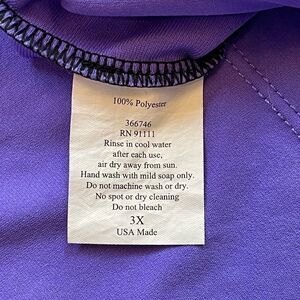 100% Polyester
366746
RN 91111
Rinse in cool water
after each use,
air dry away from sun.
Hand wash with mild soap only.
Do not machine wash or dry.
No spot or dry cleaning
Do not bleach
3X
USA Made